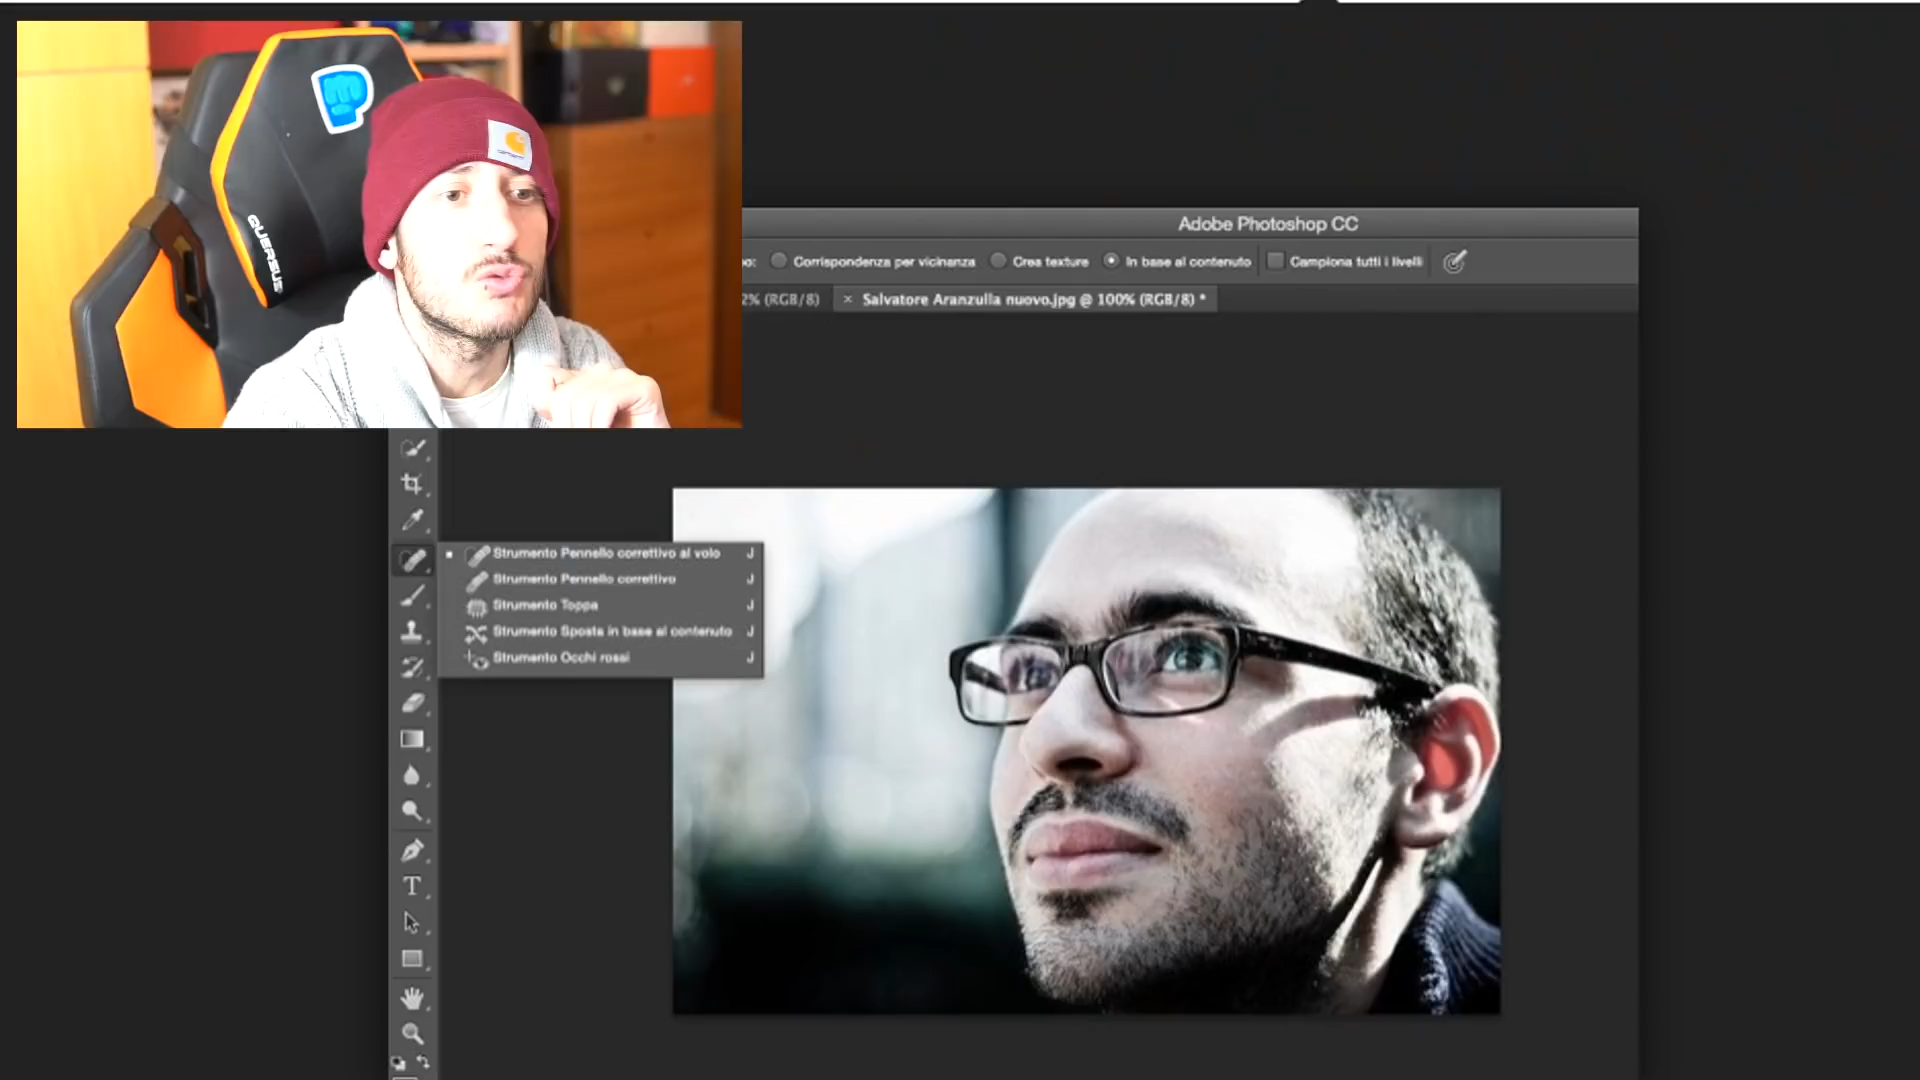 QUERSUS
Adobe Photoshop CC
po:
Corrispondenza per vicinanza
Crea texture
In base al contenuto
Campiona tutti i livelli
2% (RGB/8)
× Salvatore Aranzulla nuovo.jpg @ 100% (RGB/8) *
Strumento Pennello correttivo al volo J
Strumento Pennello correttivo J
Strumento Toppa J
Strumento Sposta in base al contenuto J
Strumento Occhi rossi J
T